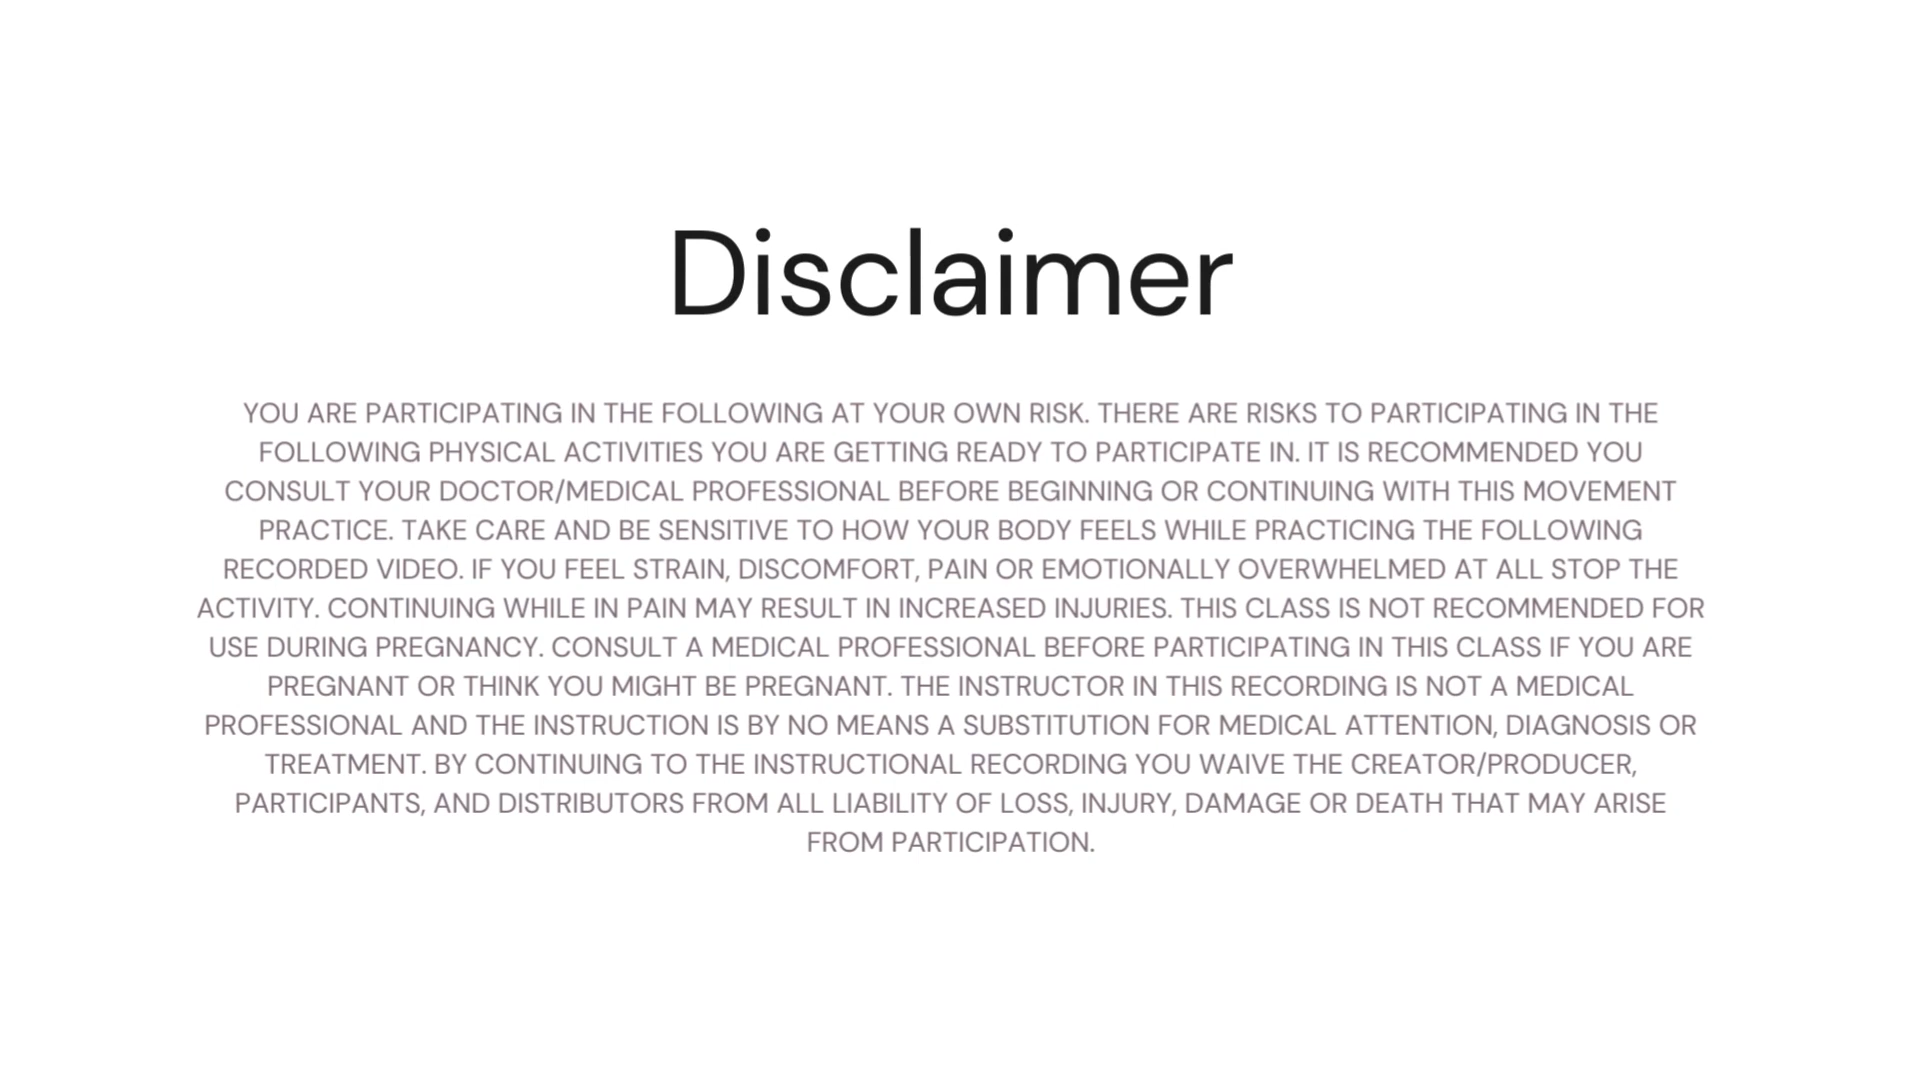 Disclaimer
YOU ARE PARTICIPATING IN THE FOLLOWING AT YOUR OWN RISK. THERE ARE RISKS TO PARTICIPATING IN THE
FOLLOWING PHYSICAL ACTIVITIES YOU ARE GETTING READY TO PARTICIPATE IN. IT IS RECOMMENDED YOU
CONSULT YOUR DOCTOR/MEDICAL PROFESSIONAL BEFORE BEGINNING OR CONTINUING WITH THIS MOVEMENT
PRACTICE. TAKE CARE AND BE SENSITIVE TO HOW YOUR BODY FEELS WHILE PRACTICING THE FOLLOWING
RECORDED VIDEO. IF YOU FEEL STRAIN, DISCOMFORT, PAIN OR EMOTIONALLY OVERWHELMED AT ALL STOP THE
ACTIVITY. CONTINUING WHILE IN PAIN MAY RESULT IN INCREASED INJURIES. THIS CLASS IS NOT RECOMMENDED FOR
USE DURING PREGNANCY. CONSULT A MEDICAL PROFESSIONAL BEFORE PARTICIPATING IN THIS CLASS IF YOU ARE
PREGNANT OR THINK YOU MIGHT BE PREGNANT. THE INSTRUCTOR IN THIS RECORDING IS NOT A MEDICAL
PROFESSIONAL AND THE INSTRUCTION IS BY NO MEANS A SUBSTITUTION FOR MEDICAL ATTENTION, DIAGNOSIS OR
TREATMENT. BY CONTINUING TO THE INSTRUCTIONAL RECORDING YOU WAIVE THE CREATOR/PRODUCER,
PARTICIPANTS, AND DISTRIBUTORS FROM ALL LIABILITY OF LOSS, INJURY, DAMAGE OR DEATH THAT MAY ARISE
FROM PARTICIPATION.